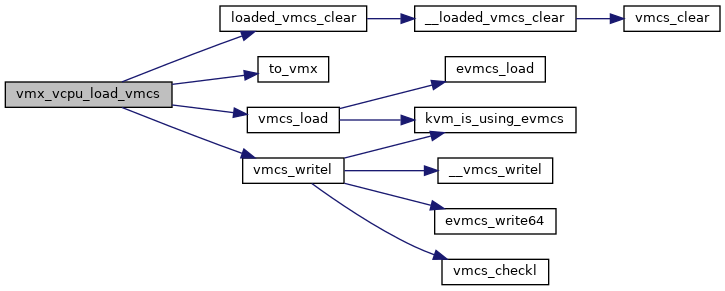 loaded_vmcs_clear
__loaded_vmcs_clear
vmcs_clear
to_vmx
evmcs_load
vmx_vcpu_load_vmcs
vmcs_load
kvm_is_using_evmcs
vmcs_writel
__vmcs_writel
evmcs_write64
vmcs_checkl